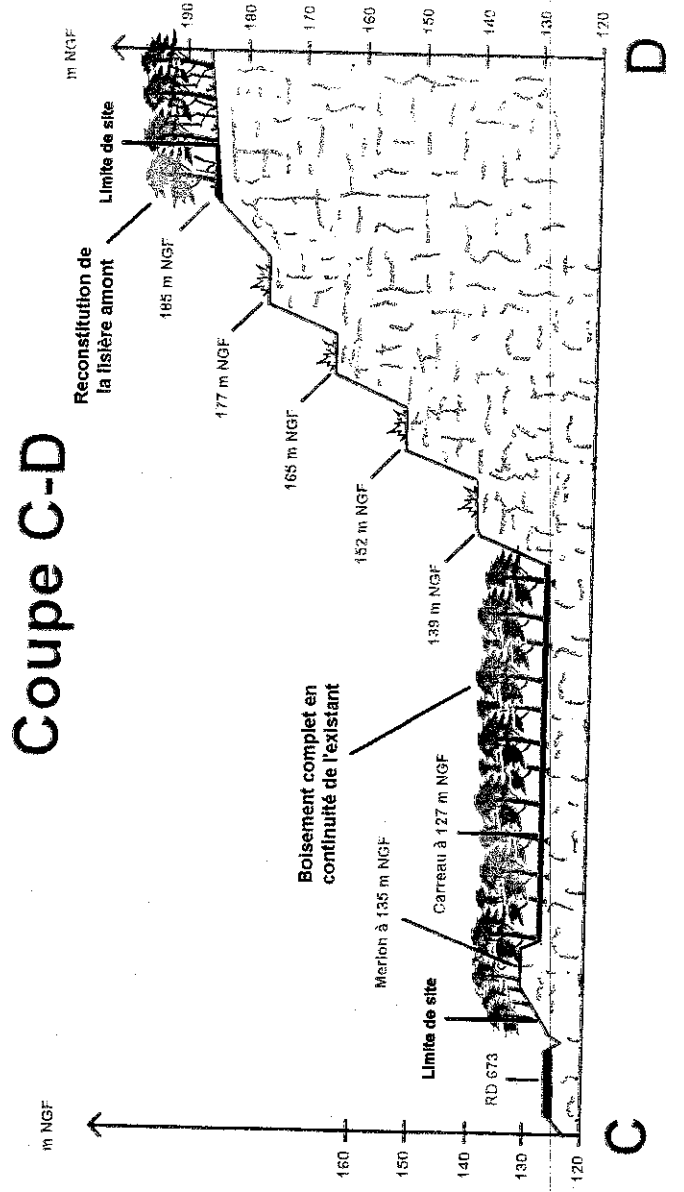 Coupe C-D
m NGF
160
150
140
130
120
C
RD 673
Limite de site
Merlon à 135 m NGF
Carreau à 127 m NGF
Boisement complet en
continuité de l'existant
139 m NGF
152 m NGF
165 m NGF
177 m NGF
185 m NGF
Reconstitution de
la lisière amont
Limite de site
m NGF
190
180
170
160
150
140
130
120
D